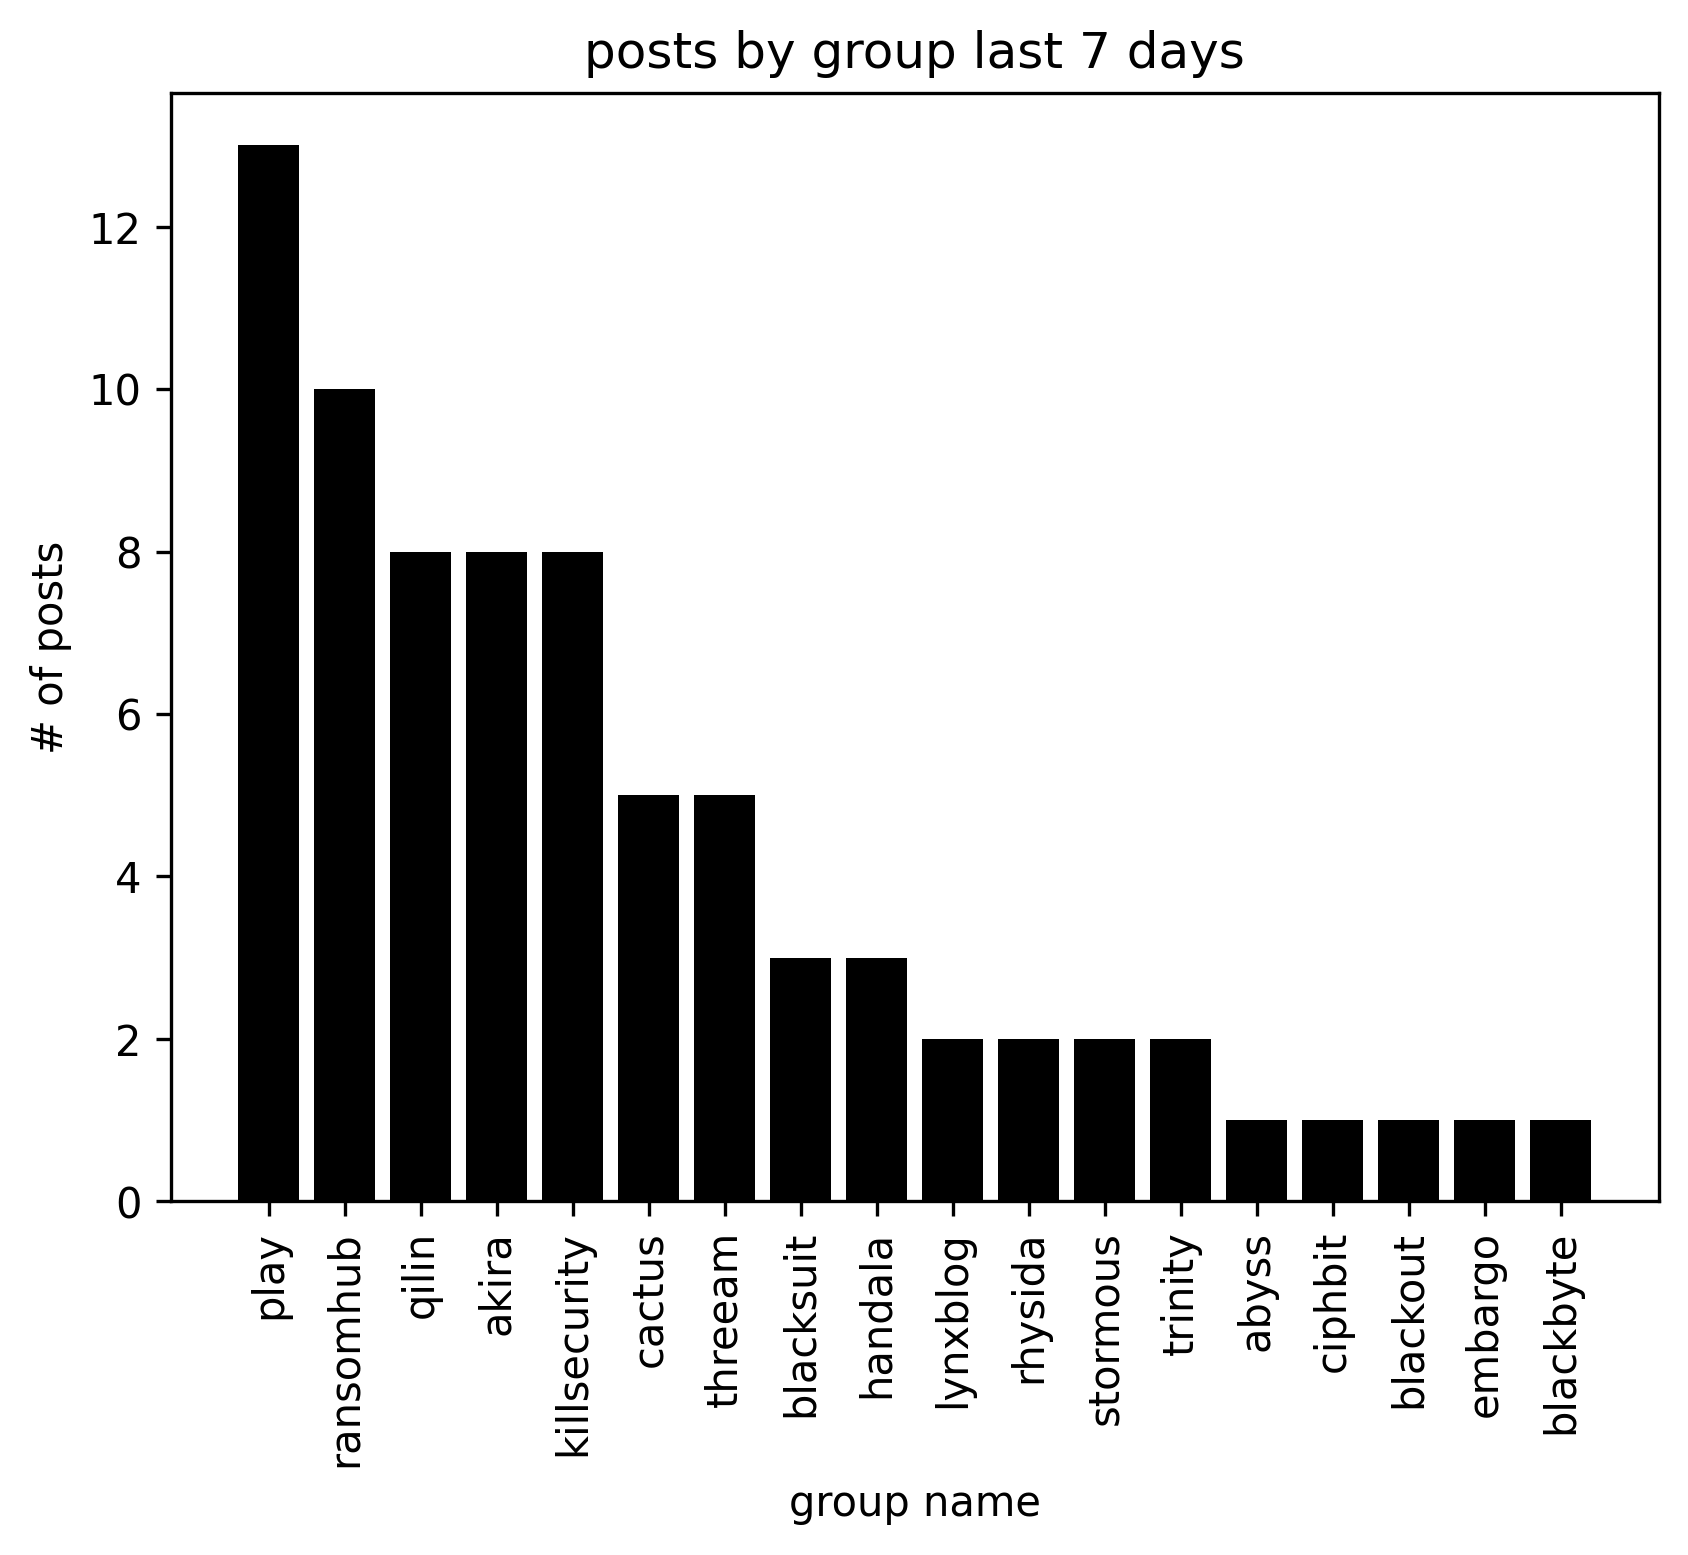 posts by group last 7 days
# of posts
12
10
8
6
4
2
0
play
ransomhub
qilin
akira
killsecurity
cactus
threeam
blacksuit
handala
lynxblog
rhysida
stormous
trinity
abyss
ciphbit
blackout
embargo
blackbyte
group name